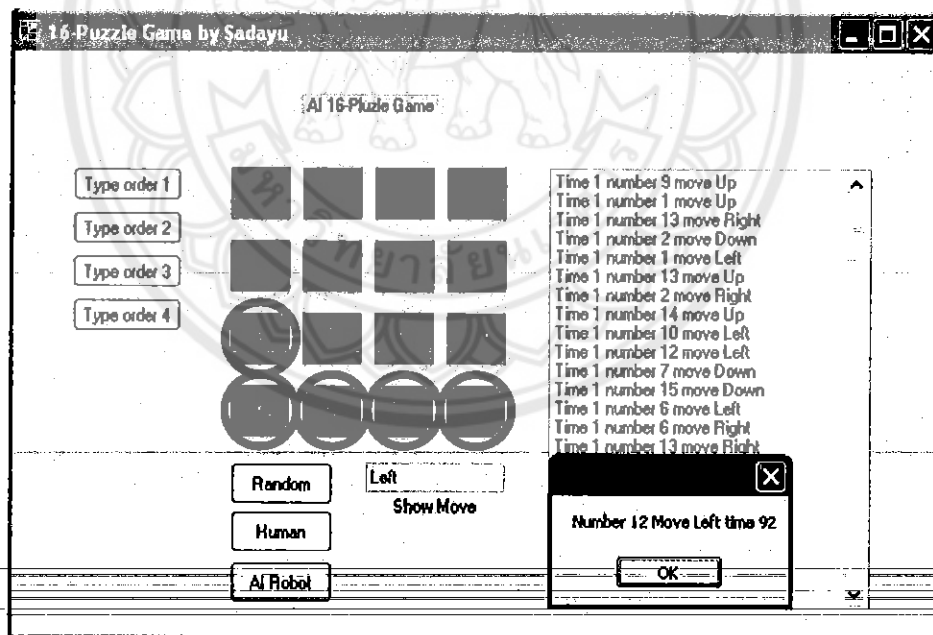 16-Puzzle Game by Sadayu
AI 16-Pluzle Game
Type order 1
Type order 2
Type order 3
Type order 4
Time 1 number 9 move Up
Time 1 number 1 move Up
Time 1 number 13 move Right
Time 1 number 2 move Down
Time 1 number 1 move Left
Time 1 number 13 move Up
Time 1 number 2 move Right
Time 1 number 14 move Up
Time 1 number 10 move Left
Time 1 number 12 move Left
Time 1 number 7 move Down
Time 1 number 15 move Down
Time 1 number 6 move Left
Time 1 number 6 move Right
Time 1 number 13 move Right
Random
Human
AI Robot
Left
Show Move
Number 12 Move Left time 92
OK